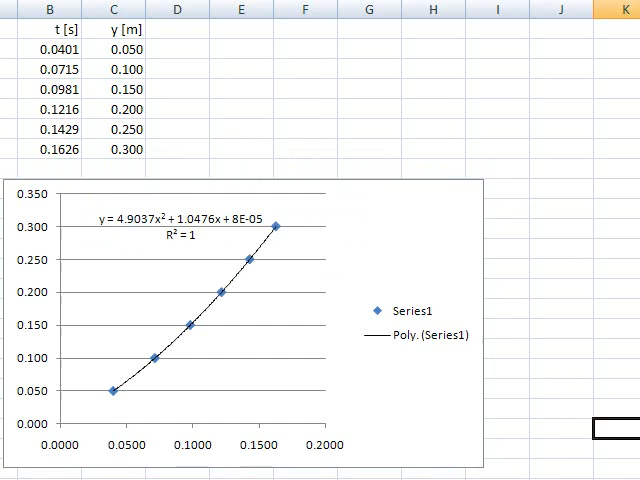 B C D E F G H I J K
t [s] y [m]
0.0401 0.050
0.0715 0.100
0.0981 0.150
0.1216 0.200
0.1429 0.250
0.1626 0.300
0.350
y = 4.9037x² + 1.0476x + 8E-05
0.300
R² = 1
0.250
0.200
0.150
Series1
Poly. (Series1)
0.100
0.050
0.000
0.0000 0.0500 0.1000 0.1500 0.2000